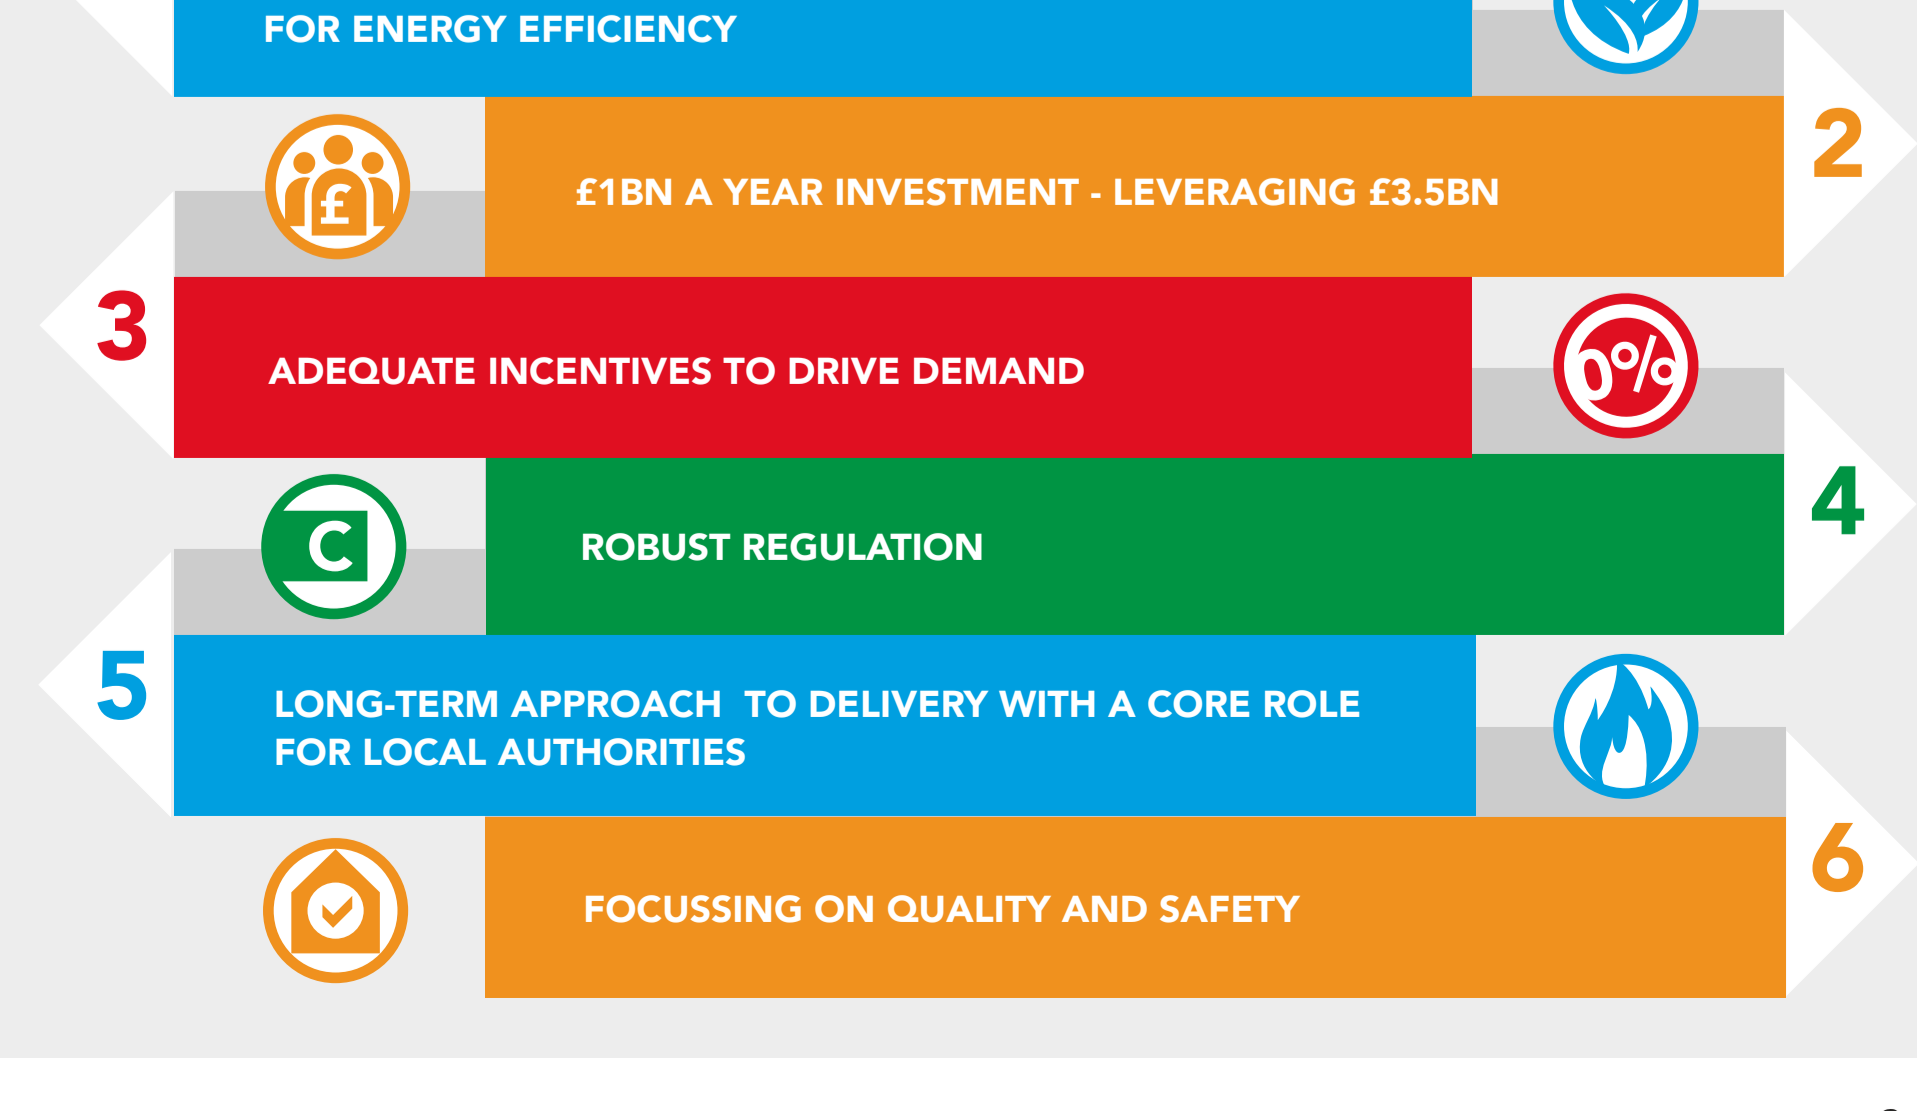 FOR ENERGY EFFICIENCY
£
£1BN A YEAR INVESTMENT - LEVERAGING £3.5BN
2
3
ADEQUATE INCENTIVES TO DRIVE DEMAND
0%
C
ROBUST REGULATION
4
5
LONG-TERM APPROACH  TO DELIVERY WITH A CORE ROLE
FOR LOCAL AUTHORITIES
FOCUSSING ON QUALITY AND SAFETY
6